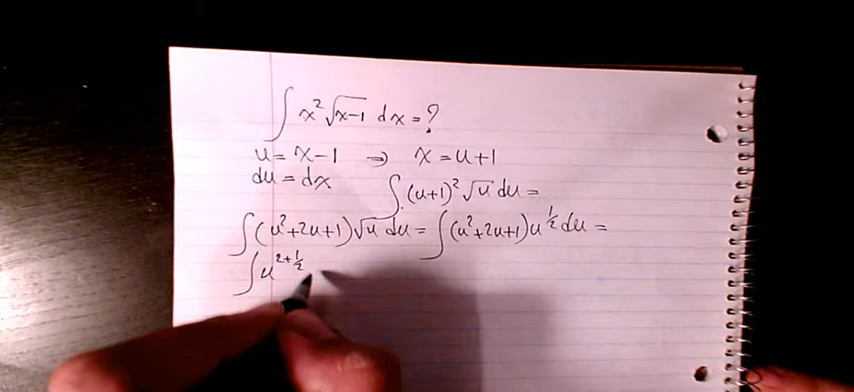 ∫ x² √x-1 dx = ?
u = x-1 ⇒ x = u+1
du = dx ∫ (u+1)² √u du =
∫ (u²+2u+1) √u du = ∫ (u²+2u+1) u^½ du =
∫ u^2+½